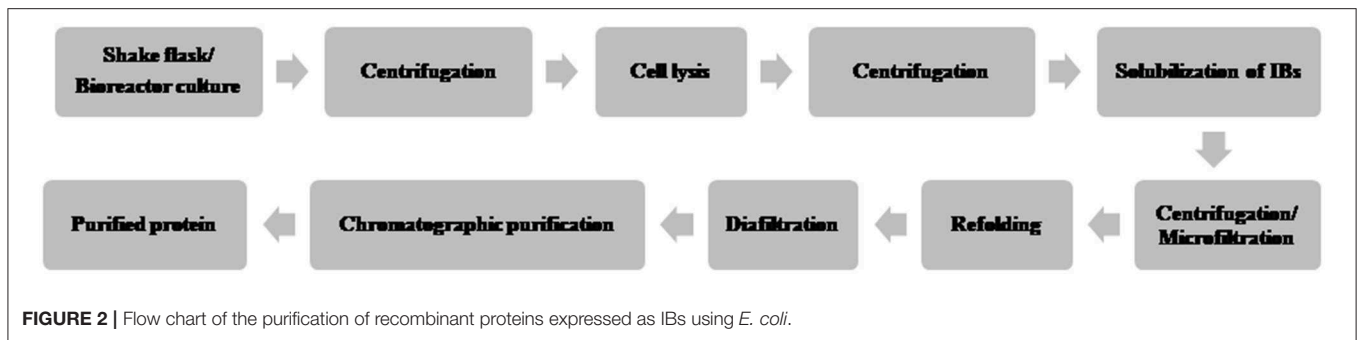 Shake flask/
Bioreactor culture
Centrifugation
Cell lysis
Centrifugation
Solubilization of IBs
Centrifugation/
Microfiltration
Refolding
Diafiltration
Chromatographic purification
Purified protein
FIGURE 2 | Flow chart of the purification of recombinant proteins expressed as IBs using E. coli.